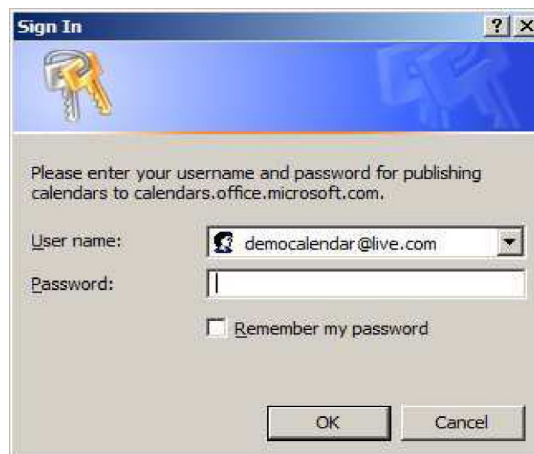 Sign In
Please enter your username and password for publishing
calendars to calendars.office.microsoft.com.
User name: democalendar@live.com
Password:
Remember my password
OK Cancel